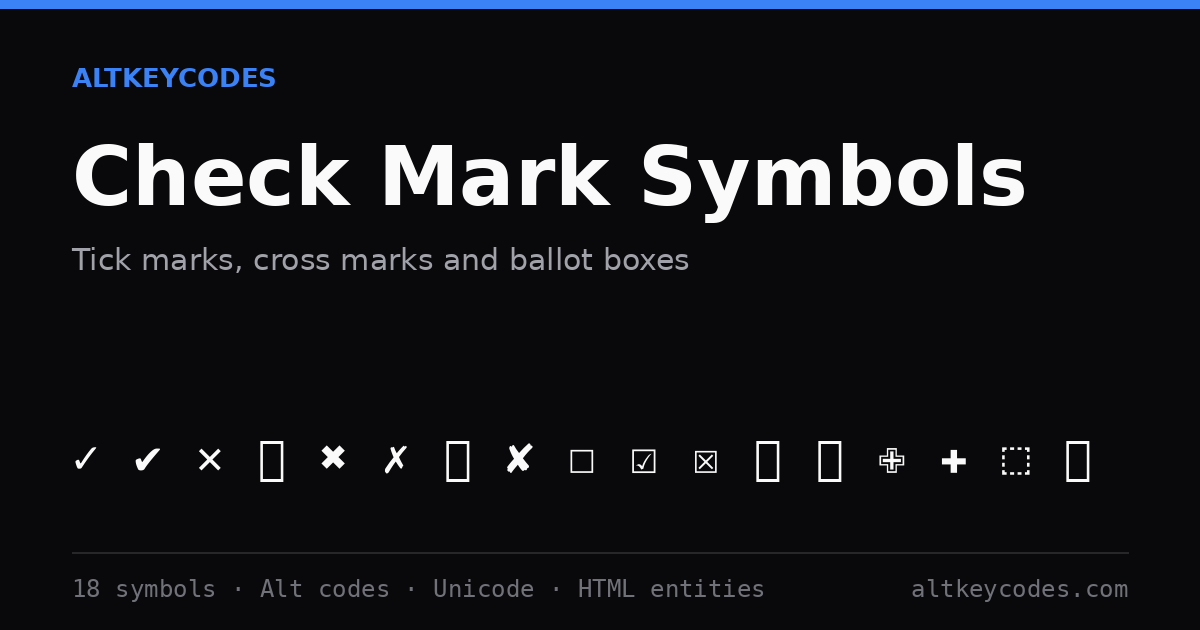 ALTKEYCODES
Check Mark Symbols
Tick marks, cross marks and ballot boxes
✓ ✔ ✕ ✖ ✗ ✘ ☐ ☑ ☒ ✙ ✚ ⬚
18 symbols · Alt codes · Unicode · HTML entities
altkeycodes.com